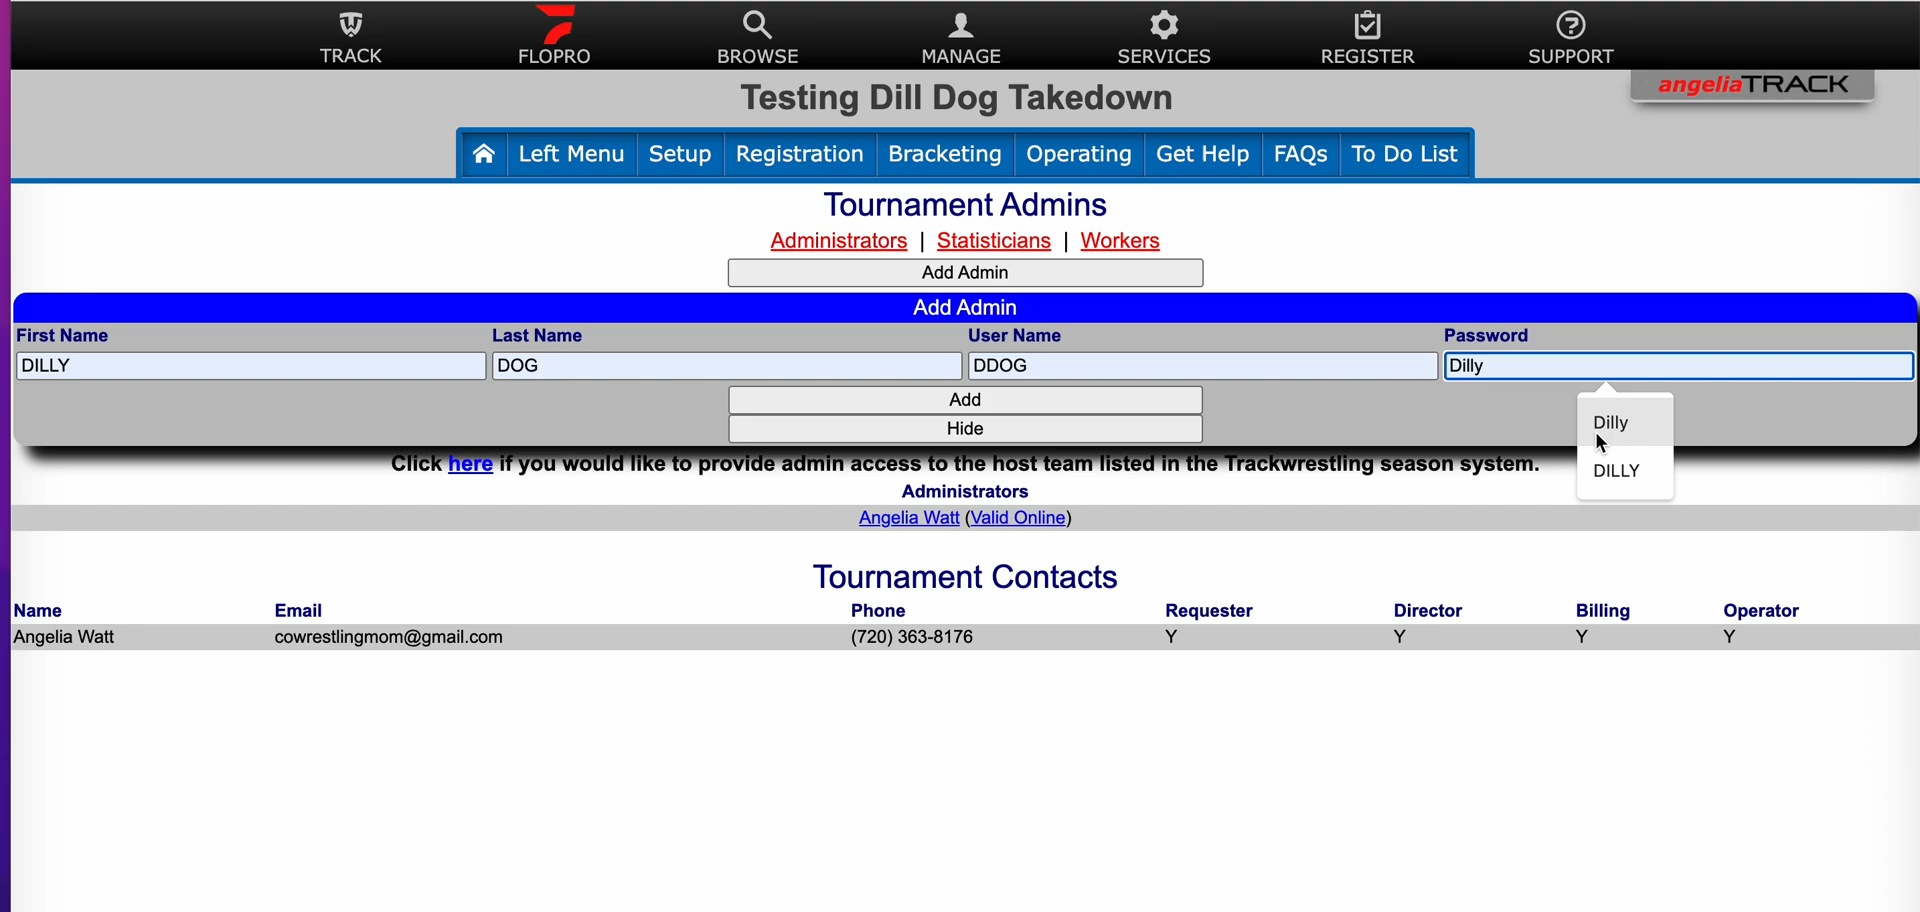 TRACK FLOPRO BROWSE MANAGE SERVICES REGISTER SUPPORT
angeliaTRACK
Testing Dill Dog Takedown
Left Menu Setup Registration Bracketing Operating Get Help FAQs To Do List
Tournament Admins
Administrators | Statisticians | Workers
Add Admin
Add Admin
First Name Last Name User Name Password
DILLY DOG DDOG Dilly
Add
Hide
Dilly
DILLY
Click here if you would like to provide admin access to the host team listed in the Trackwrestling season system.
Administrators
Angelia Watt (Valid Online)
Tournament Contacts
Name Email Phone Requester Director Billing Operator
Angelia Watt cowrestlingmom@gmail.com (720) 363-8176 Y Y Y Y